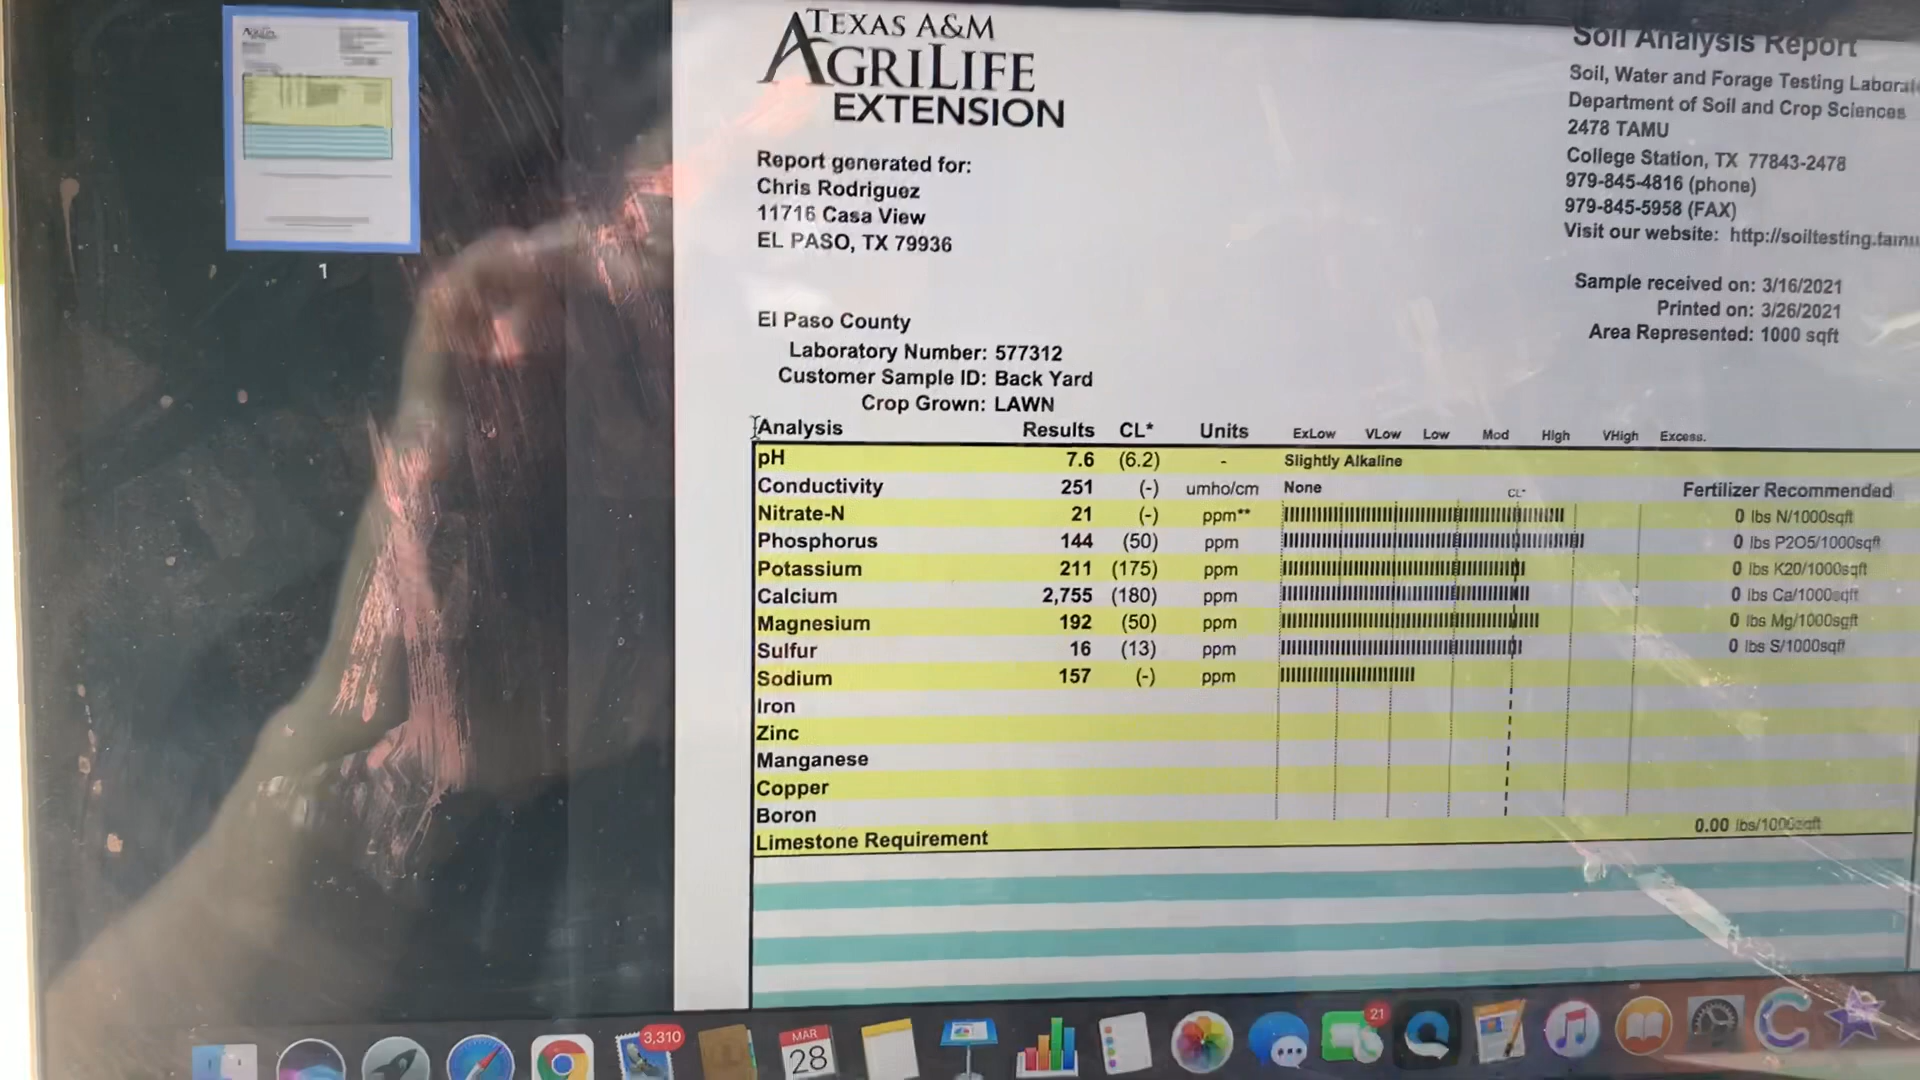 TEXAS A&M
AGRILIFE
EXTENSION
Soil Analysis Report
Soil, Water and Forage Testing
Department of Soil and Crop Sciences
2478 TAMU
College Station, TX 77843-2478
979-845-4816 (phone)
979-845-5958 (FAX)
Visit our website:
Report generated for:
Chris Rodriguez
11716 Casa View
EL PASO, TX 79936
Sample received on: 3/16/2021
Printed on: 3/26/2021
Area Represented: 1000 sqft
El Paso County
Laboratory Number: 577312
Customer Sample ID: Back Yard
Crop Grown: LAWN
Analysis Results CL* Units ExLow VLow Low Mod High VHigh Excess.
pH 7.6 (6.2) - Slightly Alkaline
Conductivity 251 (-) umho/cm None CL* Fertilizer Recommended
Nitrate-N 21 (-) ppm** 0 lbs N/1000sqft
Phosphorus 144 (50) ppm 0 lbs P2O5/1000sqft
Potassium 211 (175) ppm 0 lbs K20/1000sqft
Calcium 2,755 (180) ppm 0 lbs Ca/1000sqft
Magnesium 192 (50) ppm 0 lbs Mg/1000sqft
Sulfur 16 (13) ppm 0 lbs S/1000sqft
Sodium 157 (-) ppm
Iron
Zinc
Manganese
Copper
Boron
Limestone Requirement 0.00 lbs/1000sqft
1
3,310
MAR
28
21